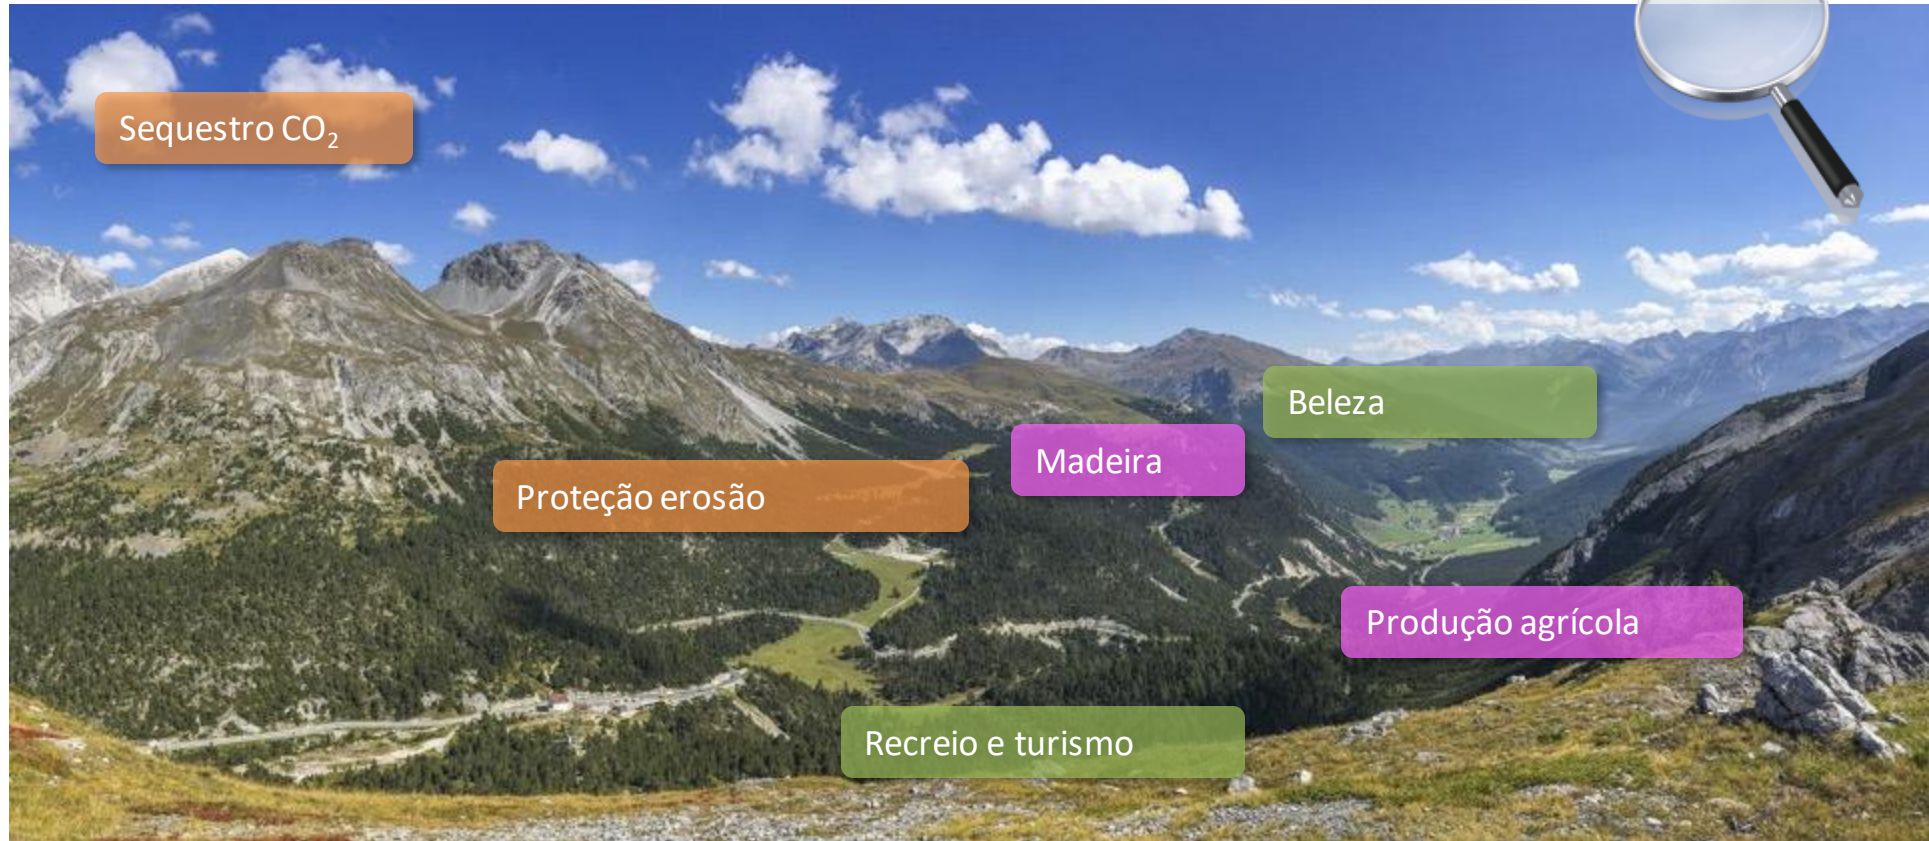 Sequestro CO₂
Beleza
Madeira
Proteção erosão
Produção agrícola
Recreio e turismo